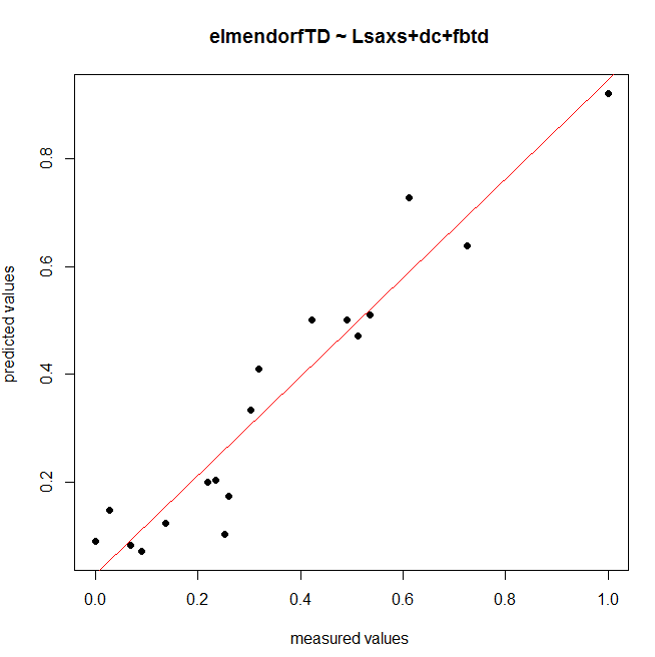 elmendorfTD ~ Lsaxs+dc+fbtd
predicted values
0.8
0.6
0.4
0.2
0.0 0.2 0.4 0.6 0.8 1.0
measured values